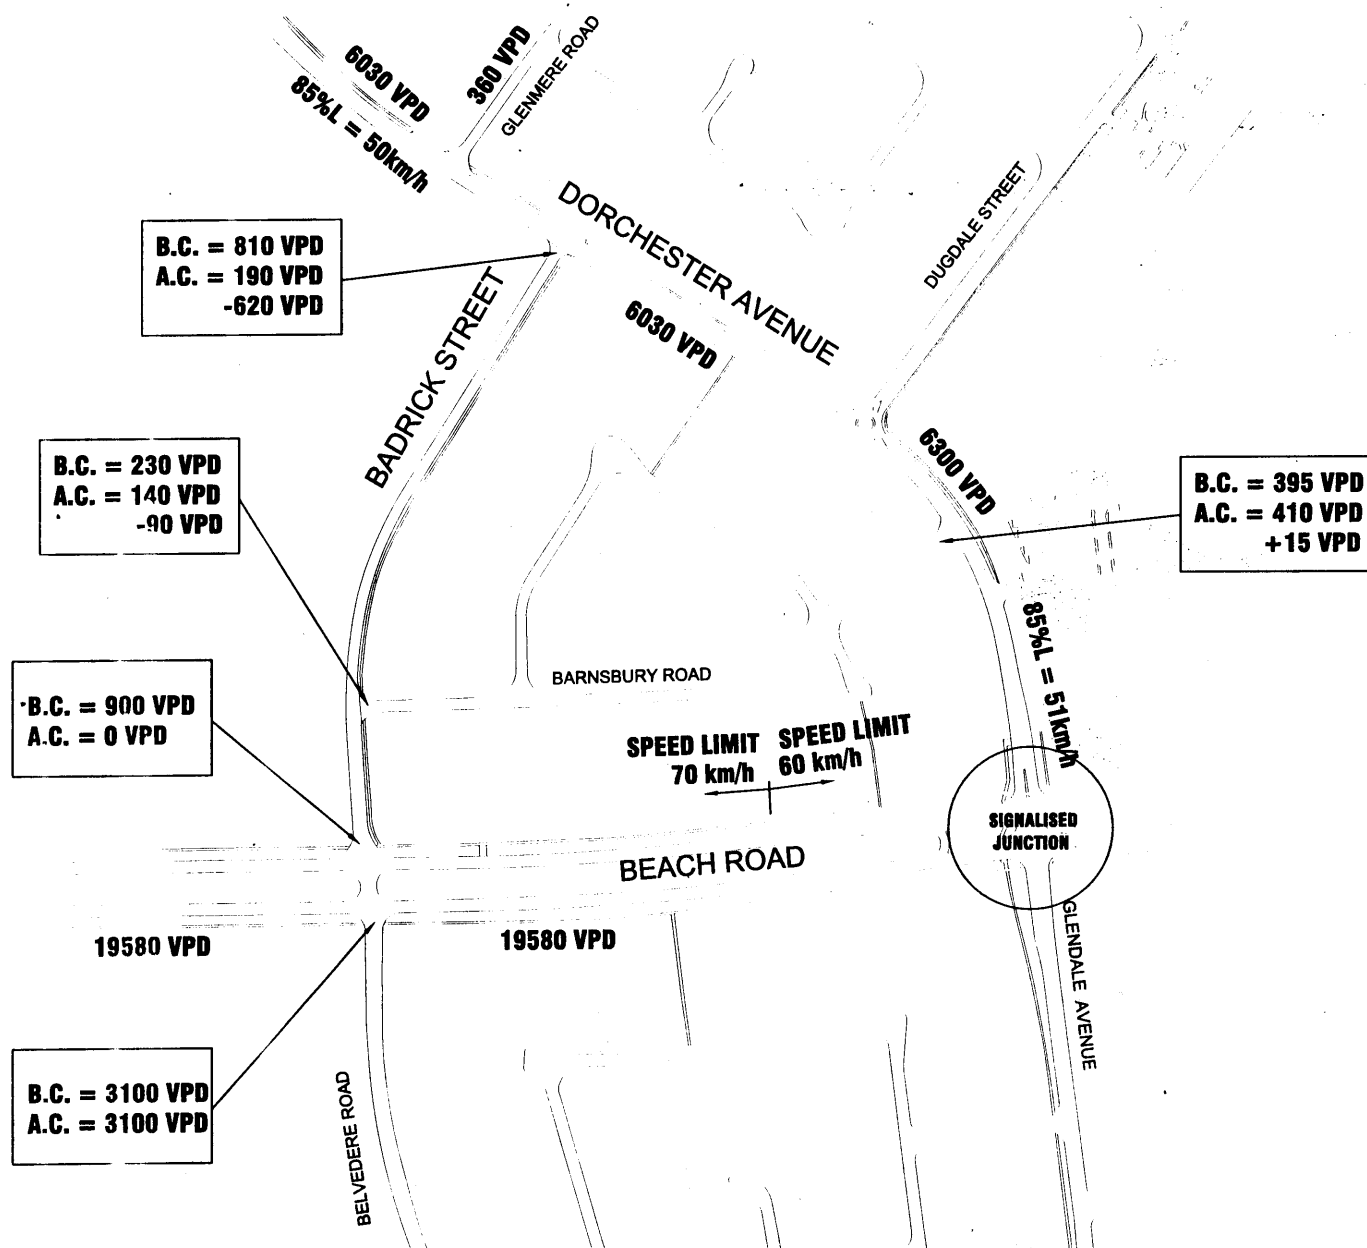 6030 VPD
85%L = 50km/h
360 VPD
GLENMERE ROAD
DORCHESTER AVENUE
DUGDALE STREET
B.C. = 810 VPD
A.C. = 190 VPD
-620 VPD
BADRICK STREET
6030 VPD
B.C. = 230 VPD
A.C. = 140 VPD
-90 VPD
6300 VPD
B.C. = 395 VPD
A.C. = 410 VPD
+15 VPD
85%L = 51km/h
BARNSBURY ROAD
B.C. = 900 VPD
A.C. = 0 VPD
SPEED LIMIT
70 km/h
SPEED LIMIT
60 km/h
SIGNALISED
JUNCTION
BEACH ROAD
19580 VPD
19580 VPD
GLENDALE AVENUE
B.C. = 3100 VPD
A.C. = 3100 VPD
BELVEDERE ROAD